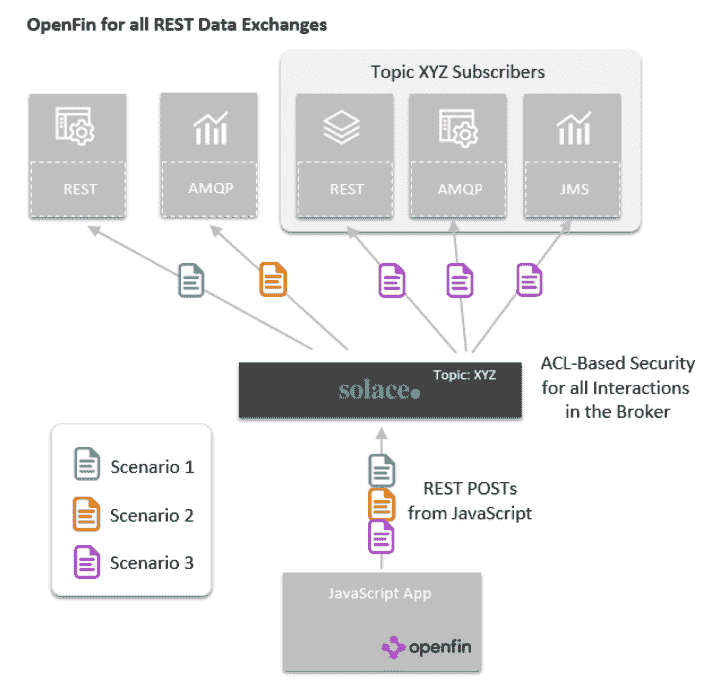 OpenFin for all REST Data Exchanges
Topic XYZ Subscribers
REST
AMQP
REST
AMQP
JMS
Topic: XYZ
solace.
ACL-Based Security
for all Interactions
in the Broker
Scenario 1
Scenario 2
Scenario 3
REST POSTs
from JavaScript
JavaScript App
openfin